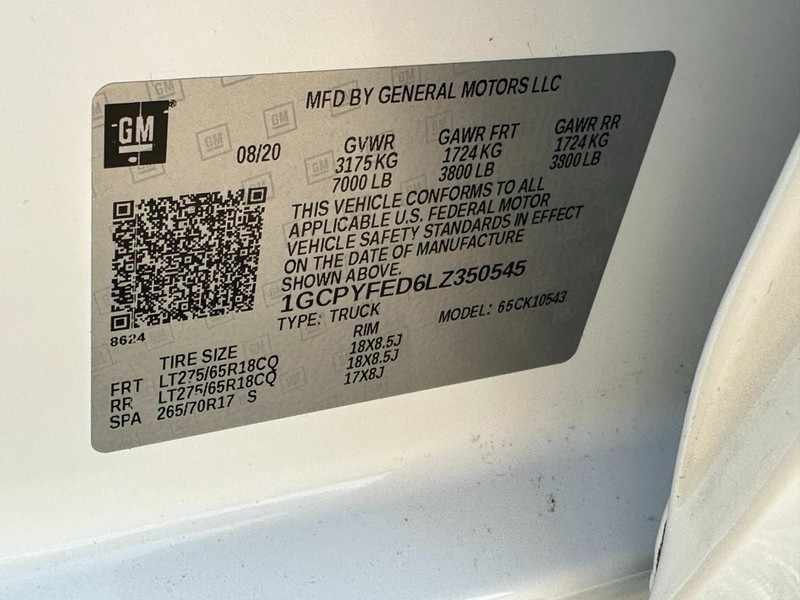 GM
MFD BY GENERAL MOTORS LLC
08/20
GVWR
3175 KG
7000 LB
GAWR FRT
1724 KG
3800 LB
GAWR RR
1724 KG
3800 LB
THIS VEHICLE CONFORMS TO ALL
APPLICABLE U.S. FEDERAL MOTOR
VEHICLE SAFETY STANDARDS IN EFFECT
ON THE DATE OF MANUFACTURE
SHOWN ABOVE.
1GCPYFED6LZ350545
TYPE: TRUCK MODEL: 65CK10543
8624
TIRE SIZE RIM
FRT LT275/65R18CQ 18X8.5J
RR LT275/65R18CQ 18X8.5J
SPA 265/70R17 S 17X8J